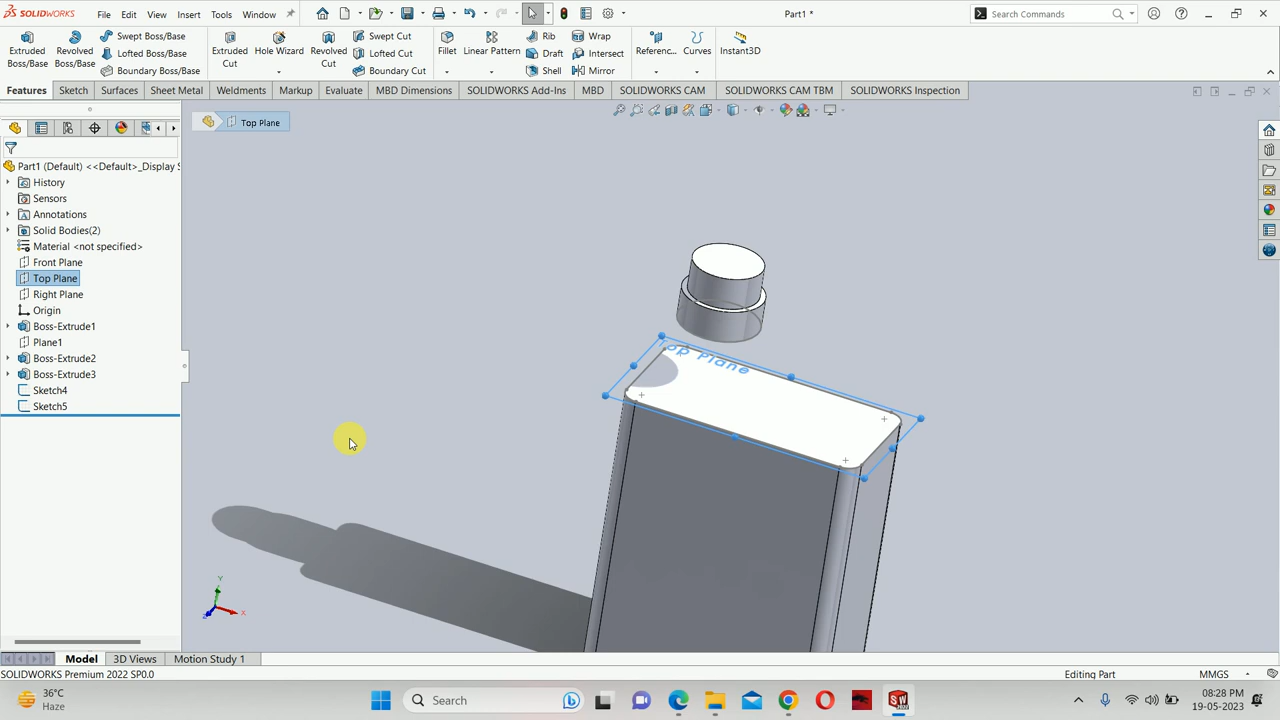 SOLIDWORKS
File
Edit
View
Insert
Tools
Window
Part1 *
Search Commands
Extruded Boss/Base
Revolved Boss/Base
Swept Boss/Base
Lofted Boss/Base
Boundary Boss/Base
Extruded Cut
Hole Wizard
Revolved Cut
Swept Cut
Lofted Cut
Boundary Cut
Fillet
Linear Pattern
Rib
Draft
Shell
Wrap
Intersect
Mirror
Referenc...
Curves
Instant3D
Features
Sketch
Surfaces
Sheet Metal
Weldments
Markup
Evaluate
MBD Dimensions
SOLIDWORKS Add-Ins
MBD
SOLIDWORKS CAM
SOLIDWORKS CAM TBM
SOLIDWORKS Inspection
Top Plane
Part1 (Default) <<Default>_Display S
History
Sensors
Annotations
Solid Bodies(2)
Material <not specified>
Front Plane
Top Plane
Right Plane
Origin
Boss-Extrude1
Plane1
Boss-Extrude2
Boss-Extrude3
Sketch4
Sketch5
Top Plane
Y
X
Z
Model
3D Views
Motion Study 1
SOLIDWORKS Premium 2022 SP0.0
Editing Part
MMGS
36°C
Haze
Search
08:28 PM
19-05-2023